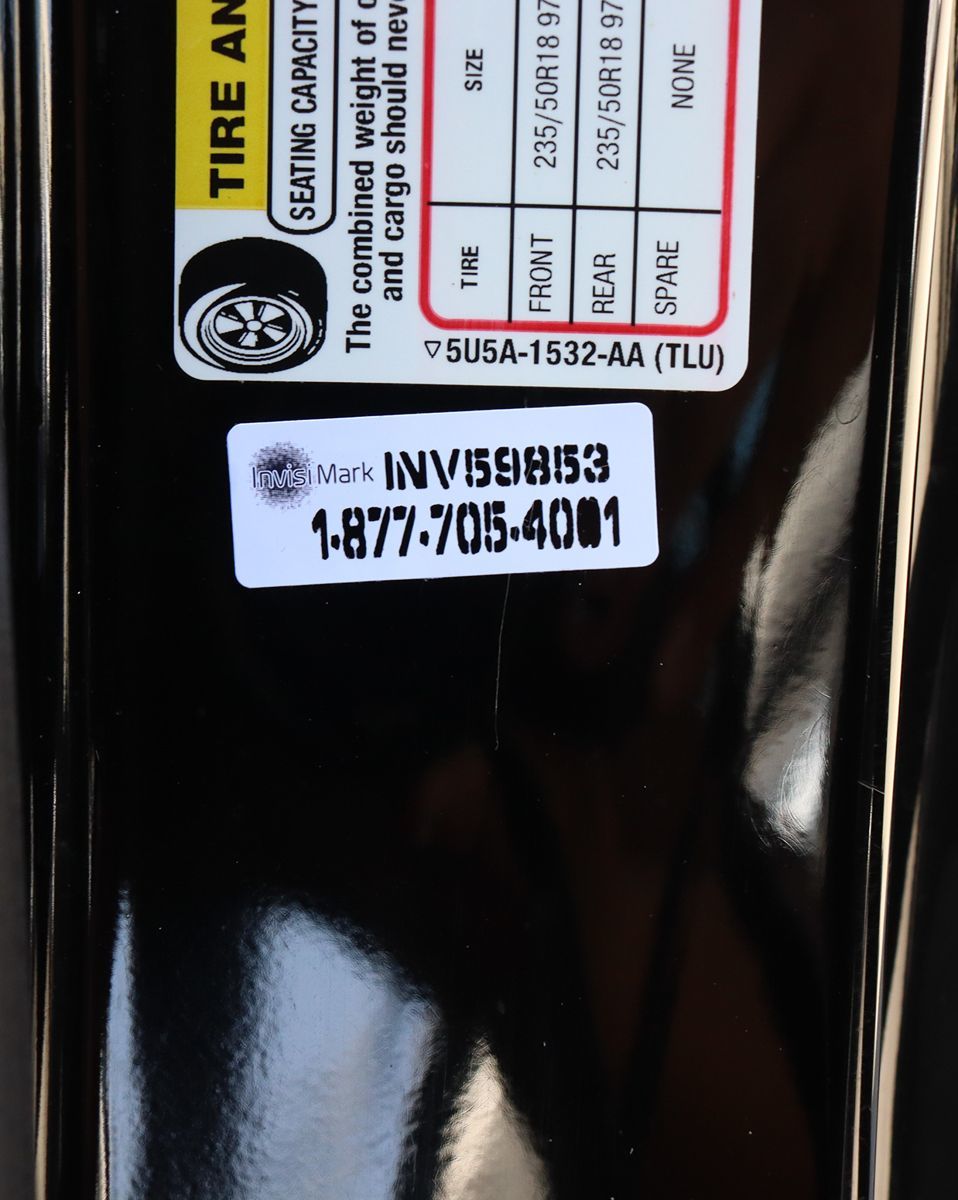 TIRE AN
SEATING CAPACITY
The combined weight of
and cargo should
TIRE SIZE
FRONT 235/50R18 97
REAR 235/50R18 97
SPARE NONE
5U5A-1532-AA (TLU)
InvisiMark INV59853
1-877-705-4001